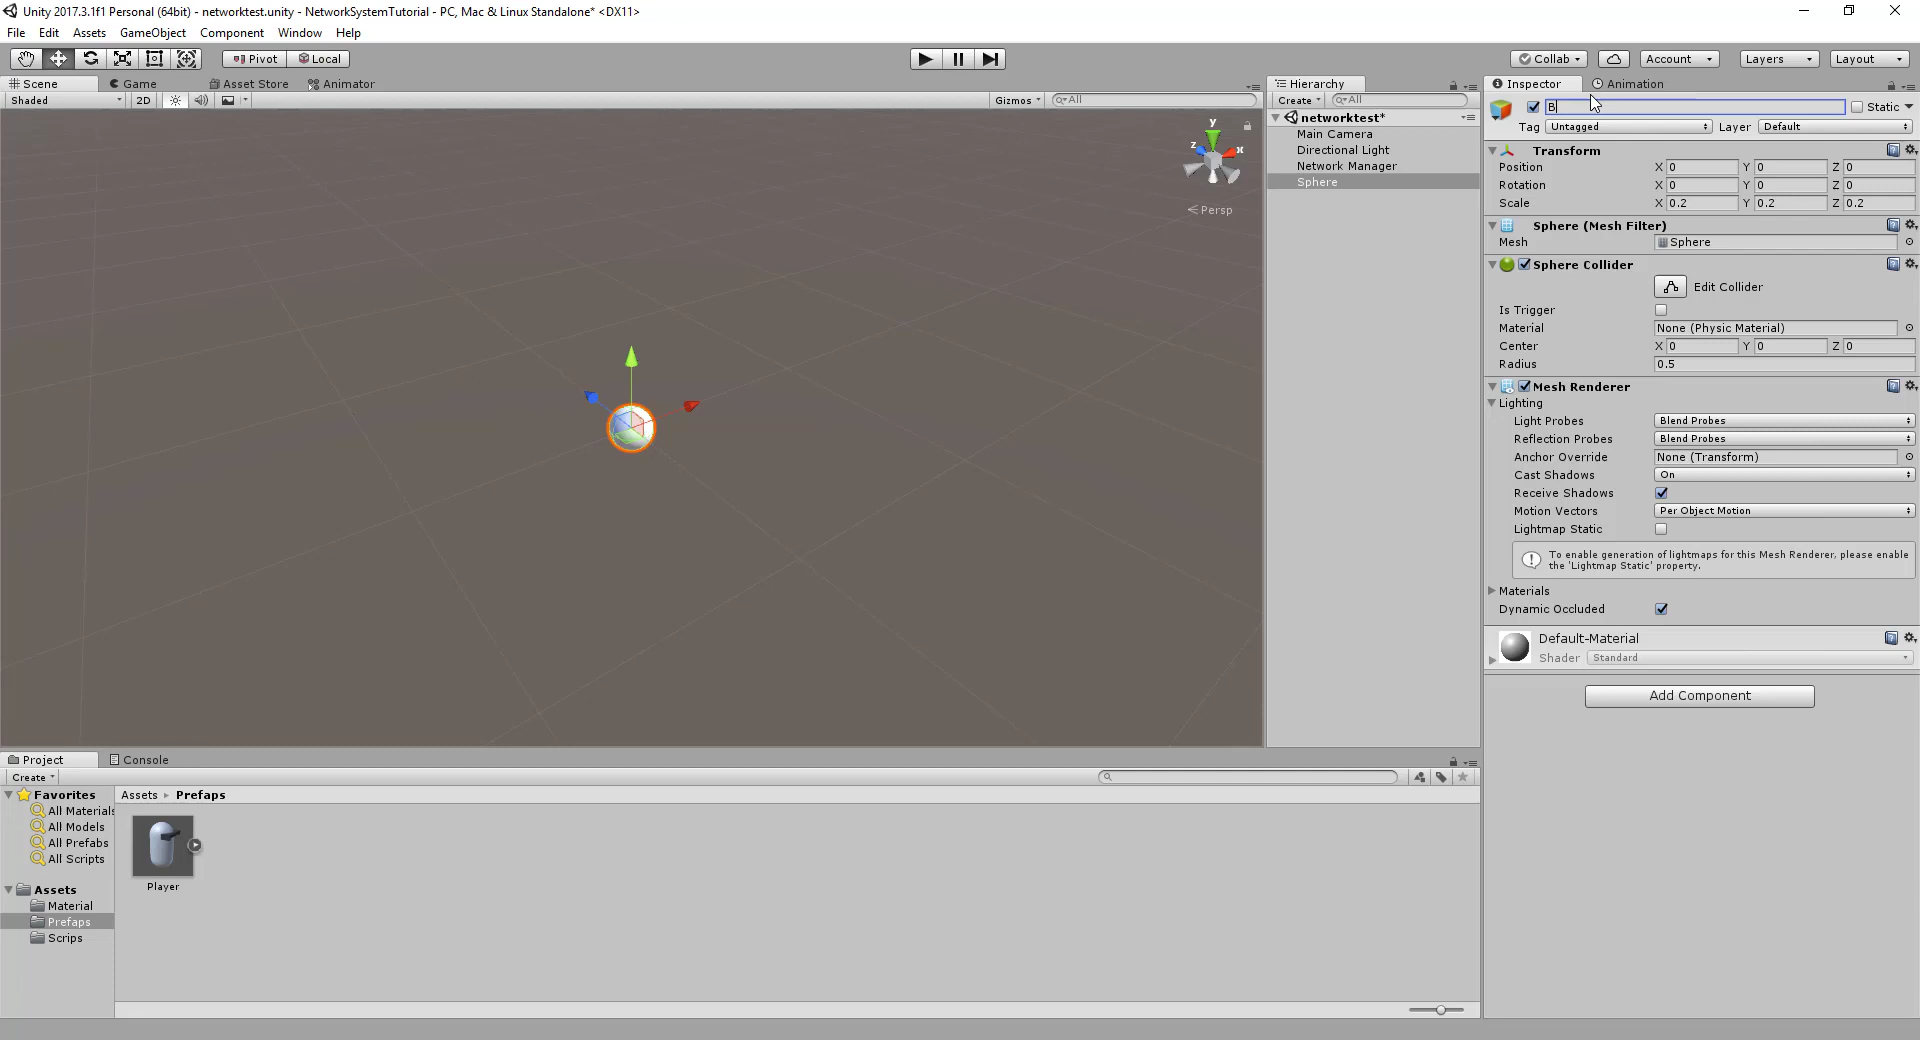 Unity 2017.3.1f1 Personal (64bit) - networktest.unity - NetworkSystemTutorial - PC, Mac & Linux Standalone* <DX11>
File Edit Assets GameObject Component Window Help
Pivot Local Collab Account Layers Layout
Scene Game Asset Store Animator
Shaded 2D Gizmos All
y
x
z
Persp
Hierarchy
Create All
networktest*
Main Camera
Directional Light
Network Manager
Sphere
Inspector Animation
B Static
Tag Untagged Layer Default
Transform
Position X 0 Y 0 Z 0
Rotation X 0 Y 0 Z 0
Scale X 0.2 Y 0.2 Z 0.2
Sphere (Mesh Filter)
Mesh Sphere
Sphere Collider
Edit Collider
Is Trigger
Material None (Physic Material)
Center X 0 Y 0 Z 0
Radius 0.5
Mesh Renderer
Lighting
Light Probes Blend Probes
Reflection Probes Blend Probes
Anchor Override None (Transform)
Cast Shadows On
Receive Shadows
Motion Vectors Per Object Motion
Lightmap Static
To enable generation of lightmaps for this Mesh Renderer, please enable
the 'Lightmap Static' property.
Materials
Dynamic Occluded
Default-Material
Shader Standard
Add Component
Project Console
Create
Favorites
All Materials
All Models
All Prefabs
All Scripts
Assets
Material
Prefaps
Scrips
Assets Prefaps
Player